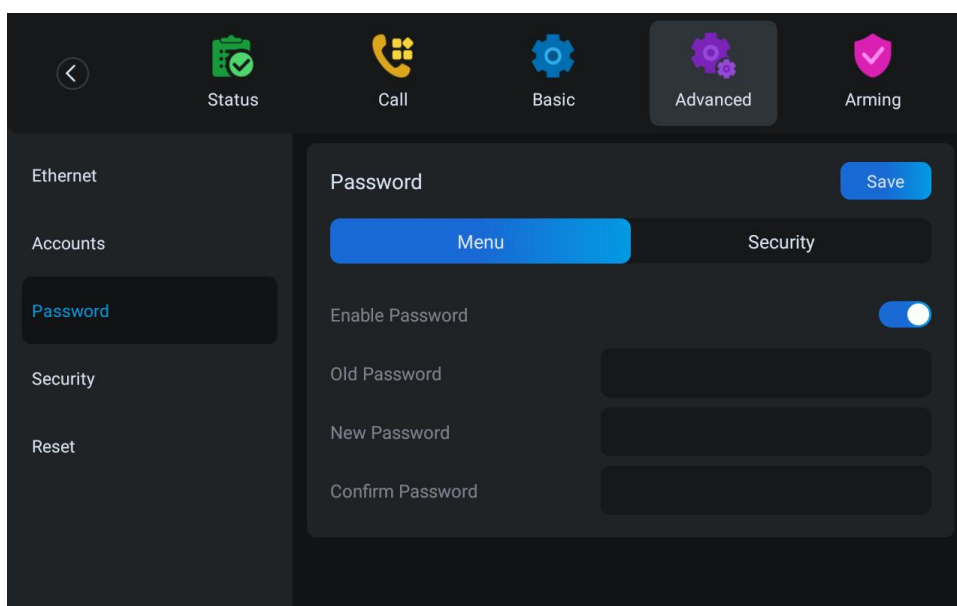 Status
Call
Basic
Advanced
Arming
Ethernet
Accounts
Password
Security
Reset
Password
Save
Menu
Security
Enable Password
Old Password
New Password
Confirm Password